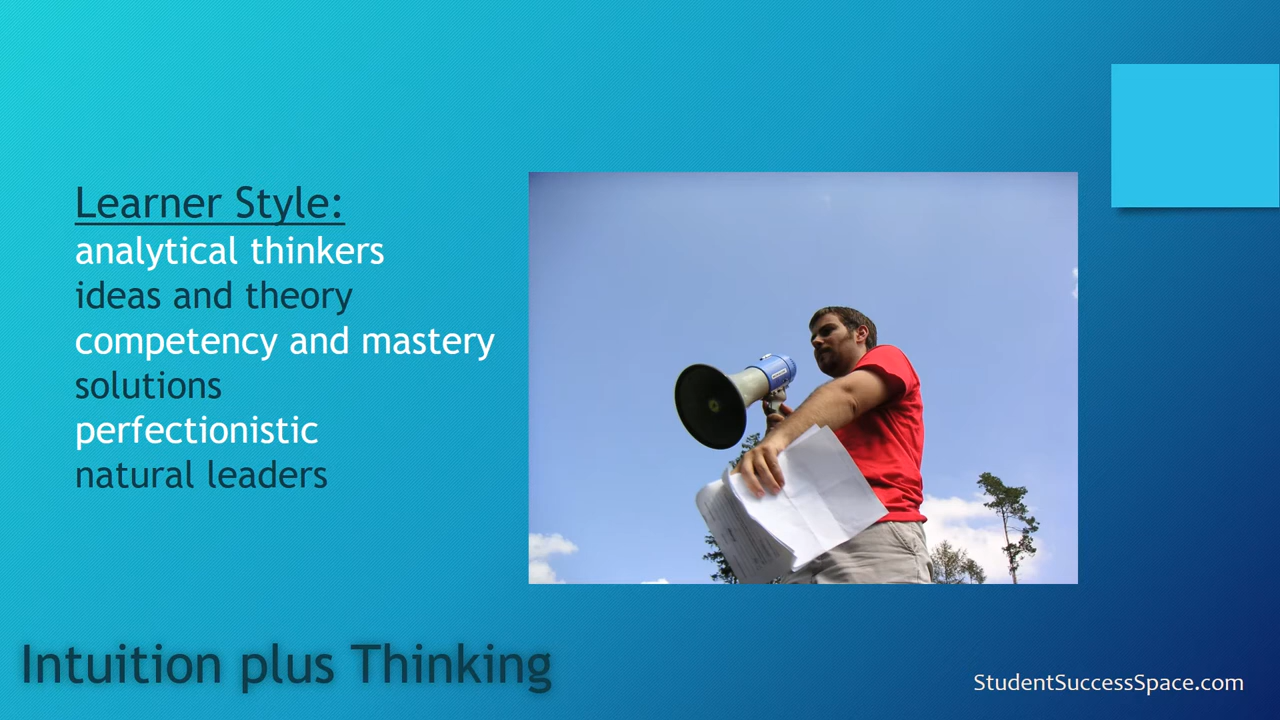 Learner Style:
analytical thinkers
ideas and theory
competency and mastery
solutions
perfectionistic
natural leaders
Intuition plus Thinking
StudentSuccessSpace.com